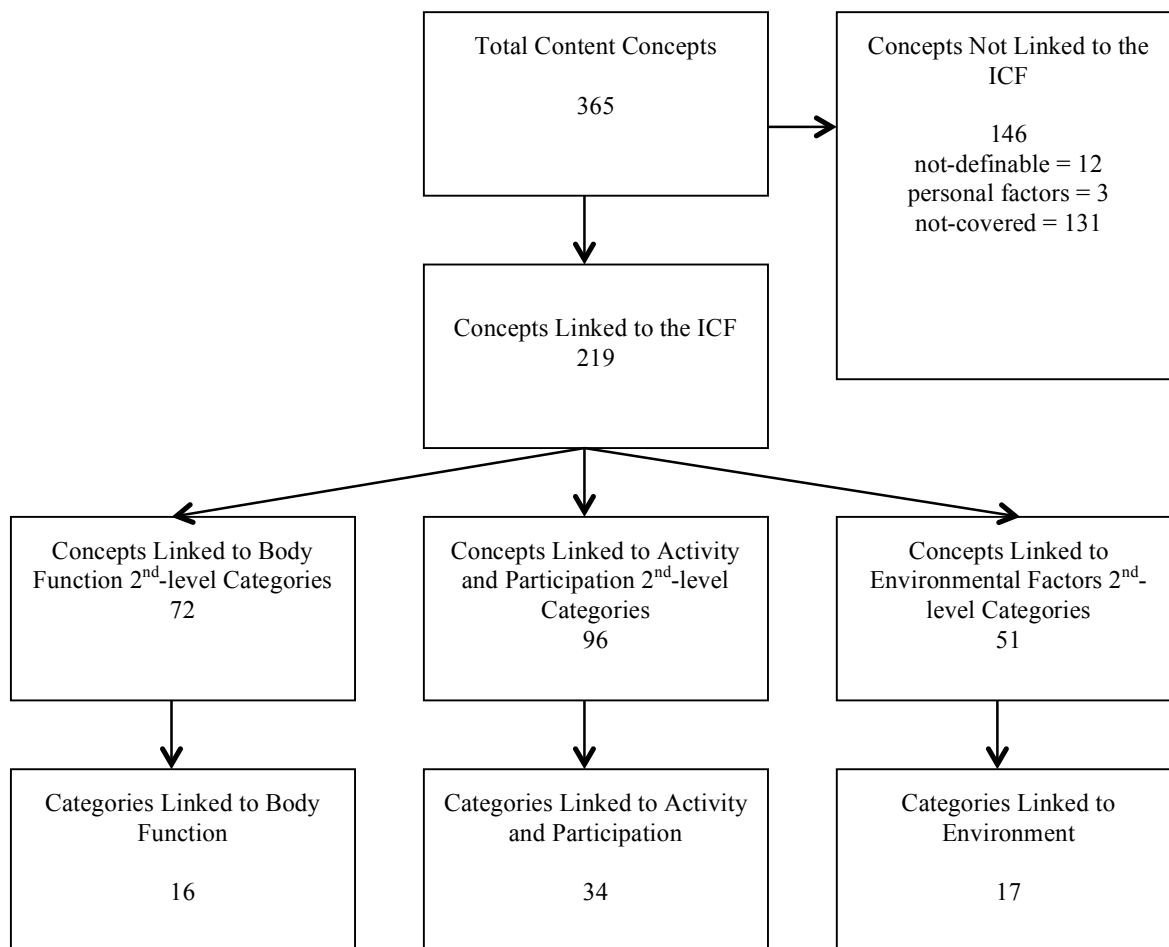 Total Content Concepts
365
Concepts Not Linked to the
ICF
146
not-definable = 12
personal factors = 3
not-covered = 131
Concepts Linked to the ICF
219
Concepts Linked to Body
Function 2nd-level Categories
72
Concepts Linked to Activity
and Participation 2nd-level
Categories
96
Concepts Linked to
Environmental Factors 2nd-
level Categories
51
Categories Linked to Body
Function
16
Categories Linked to Activity
and Participation
34
Categories Linked to
Environment
17